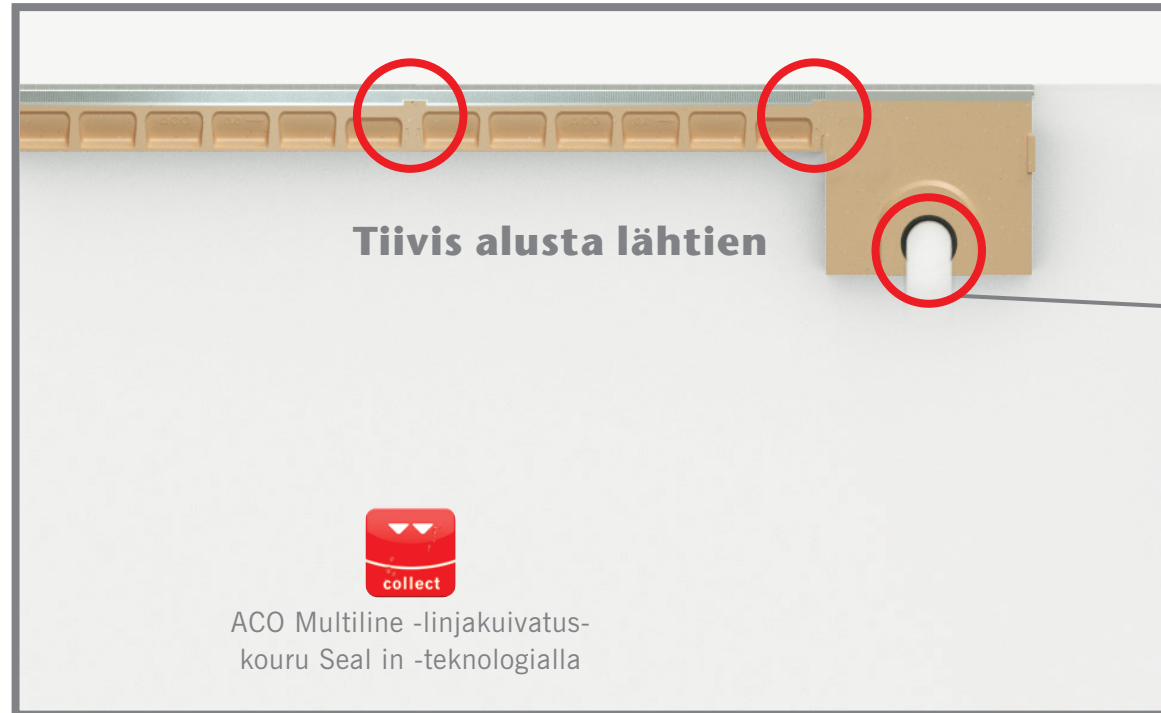 Tiivis alusta lähtien
collect
ACO Multiline -linjakuivatus-
kouru Seal in -teknologialla